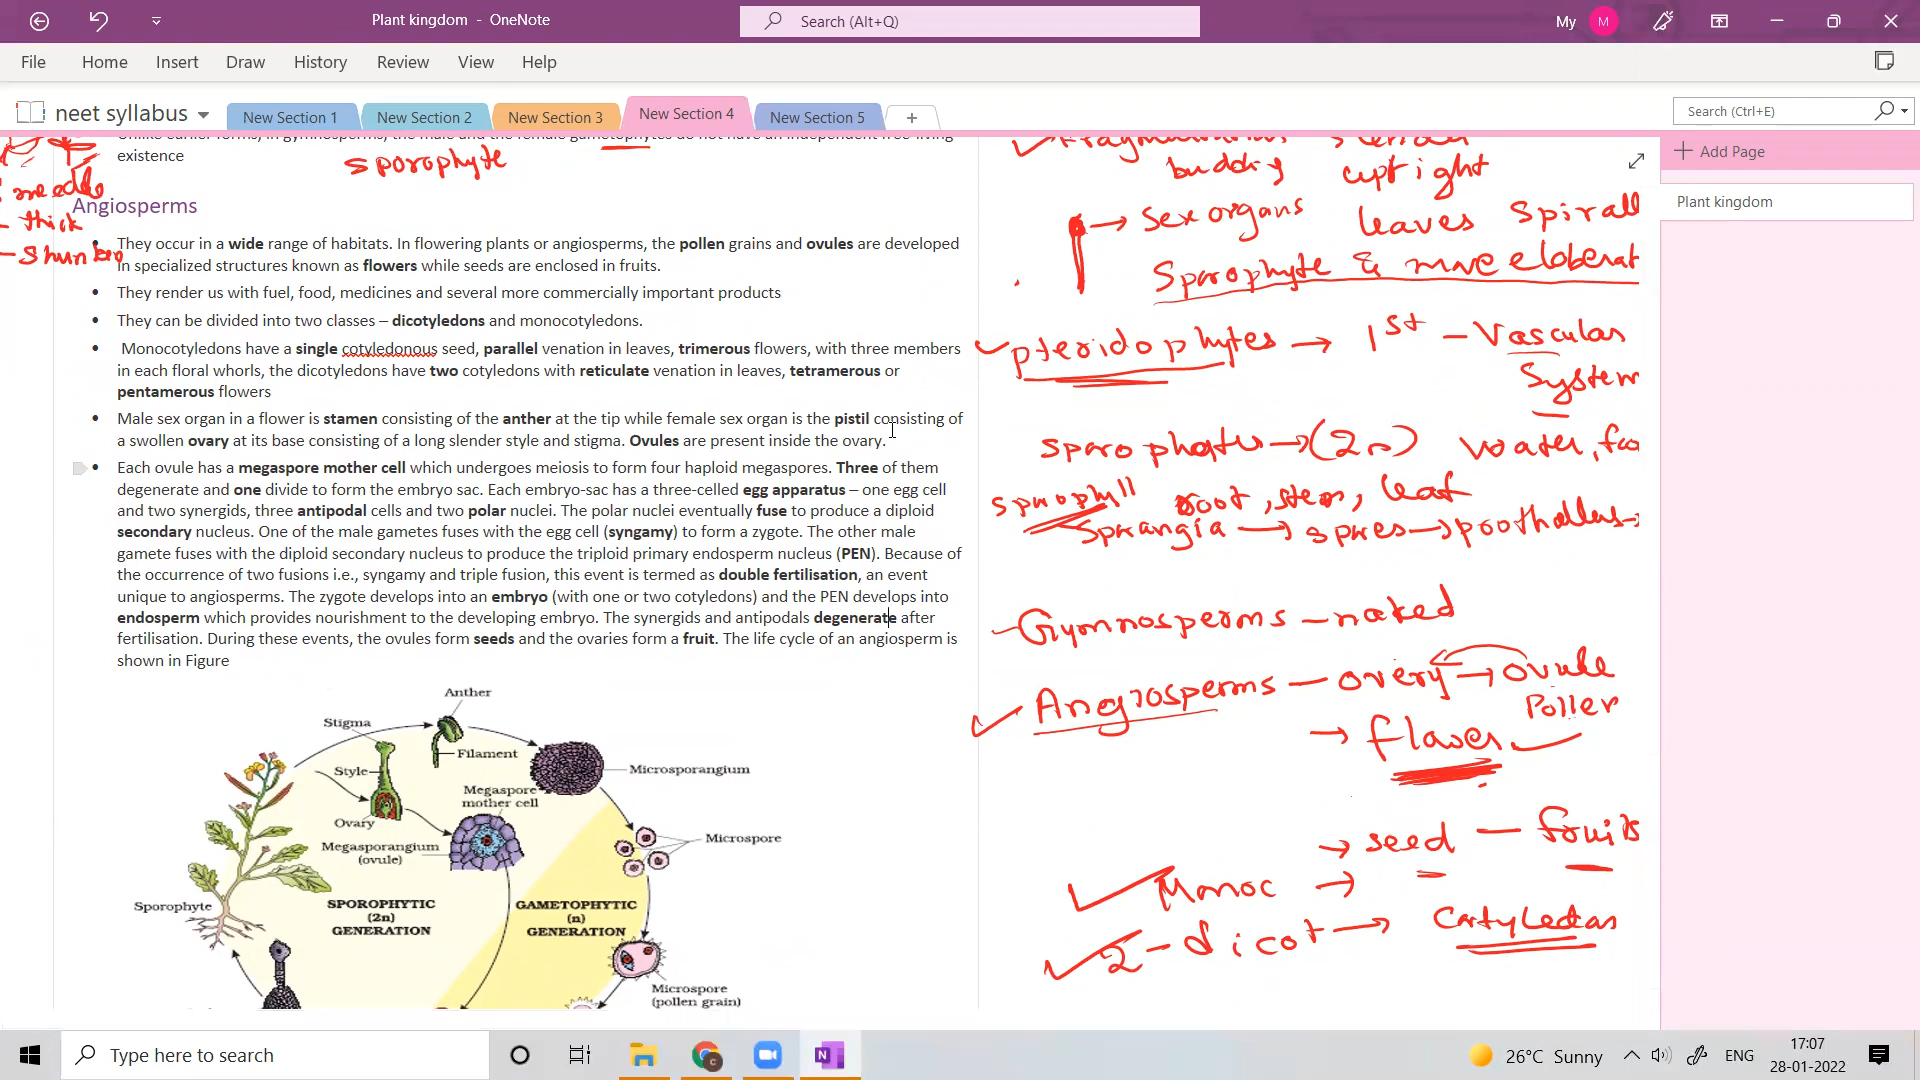 Plant kingdom - OneNote
Search (Alt+Q)
My M
File Home Insert Draw History Review View Help
neet syllabus
New Section 1
New Section 2
New Section 3
New Section 4
New Section 5
Search (Ctrl+E)
Add Page
Plant kingdom
existence
sporophyte
needle
- thick
Angiosperms
• They occur in a wide range of habitats. In flowering plants or angiosperms, the pollen grains and ovules are developed
in specialized structures known as flowers while seeds are enclosed in fruits.
• They render us with fuel, food, medicines and several more commercially important products
• They can be divided into two classes – dicotyledons and monocotyledons.
• Monocotyledons have a single cotyledonous seed, parallel venation in leaves, trimerous flowers, with three members
in each floral whorls, the dicotyledons have two cotyledons with reticulate venation in leaves, tetramerous or
pentamerous flowers
• Male sex organ in a flower is stamen consisting of the anther at the tip while female sex organ is the pistil consisting of
a swollen ovary at its base consisting of a long slender style and stigma. Ovules are present inside the ovary.
• Each ovule has a megaspore mother cell which undergoes meiosis to form four haploid megaspores. Three of them
degenerate and one divide to form the embryo sac. Each embryo-sac has a three-celled egg apparatus – one egg cell
and two synergids, three antipodal cells and two polar nuclei. The polar nuclei eventually fuse to produce a diploid
secondary nucleus. One of the male gametes fuses with the egg cell (syngamy) to form a zygote. The other male
gamete fuses with the diploid secondary nucleus to produce the triploid primary endosperm nucleus (PEN). Because of
the occurrence of two fusions i.e., syngamy and triple fusion, this event is termed as double fertilisation, an event
unique to angiosperms. The zygote develops into an embryo (with one or two cotyledons) and the PEN develops into
endosperm which provides nourishment to the developing embryo. The synergids and antipodals degenerate after
fertilisation. During these events, the ovules form seeds and the ovaries form a fruit. The life cycle of an angiosperm is
shown in Figure
Anther
Stigma
Filament
Style
Microsporangium
Megaspore
mother cell
Ovary
Microspore
Megasporangium
(ovule)
Sporophyte
SPOROPHYTIC
(2n)
GENERATION
GAMETOPHYTIC
(n)
GENERATION
Microspore
(pollen grain)
budding upright
→ Sex organs leaves Spirall
Sporophyte & more eloberat
pteridophytes → 1st - Vascular
System
→ (2n) water,
sporophyll root, stem, leaf
Sporangia → spores → proothallus →
- Gymnosperms - naked
Angiosperms - overy → ovule
Pollen
→ flower
→ seed - fruits
Monoc →
2 - dicot →
Type here to search
26°C Sunny
ENG
17:07
28-01-2022